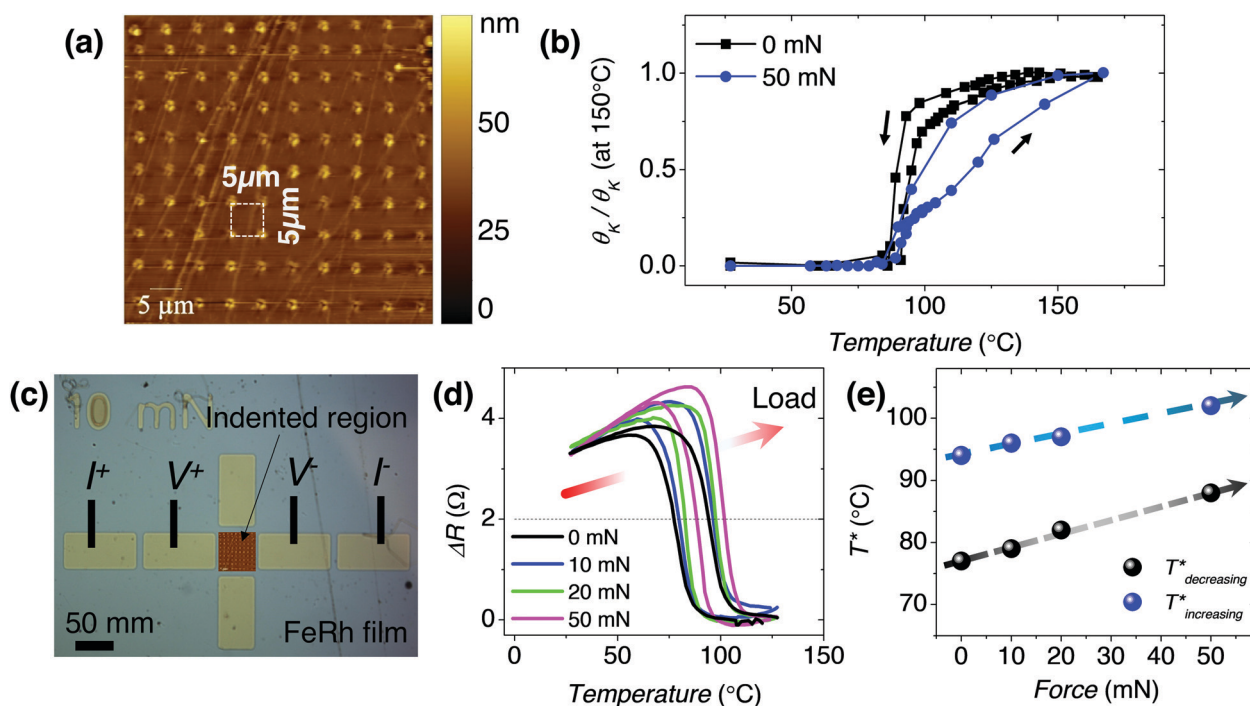 (a)
nm
50
25
0
5μm
5μm
5 μm
(b)
0 mN
50 mN
θ_K / θ_K (at 150°C)
1.0
0.5
0.0
50
100
150
Temperature (°C)
(c)
10 mN
Indented region
I⁺
V⁺
V⁻
I⁻
50 mm
FeRh film
(d)
Load
ΔR (Ω)
4
2
0
0 mN
10 mN
20 mN
50 mN
0
50
100
150
Temperature (°C)
(e)
T* (°C)
100
90
80
70
T*decreasing
T*increasing
0
10
20
30
40
50
Force (mN)